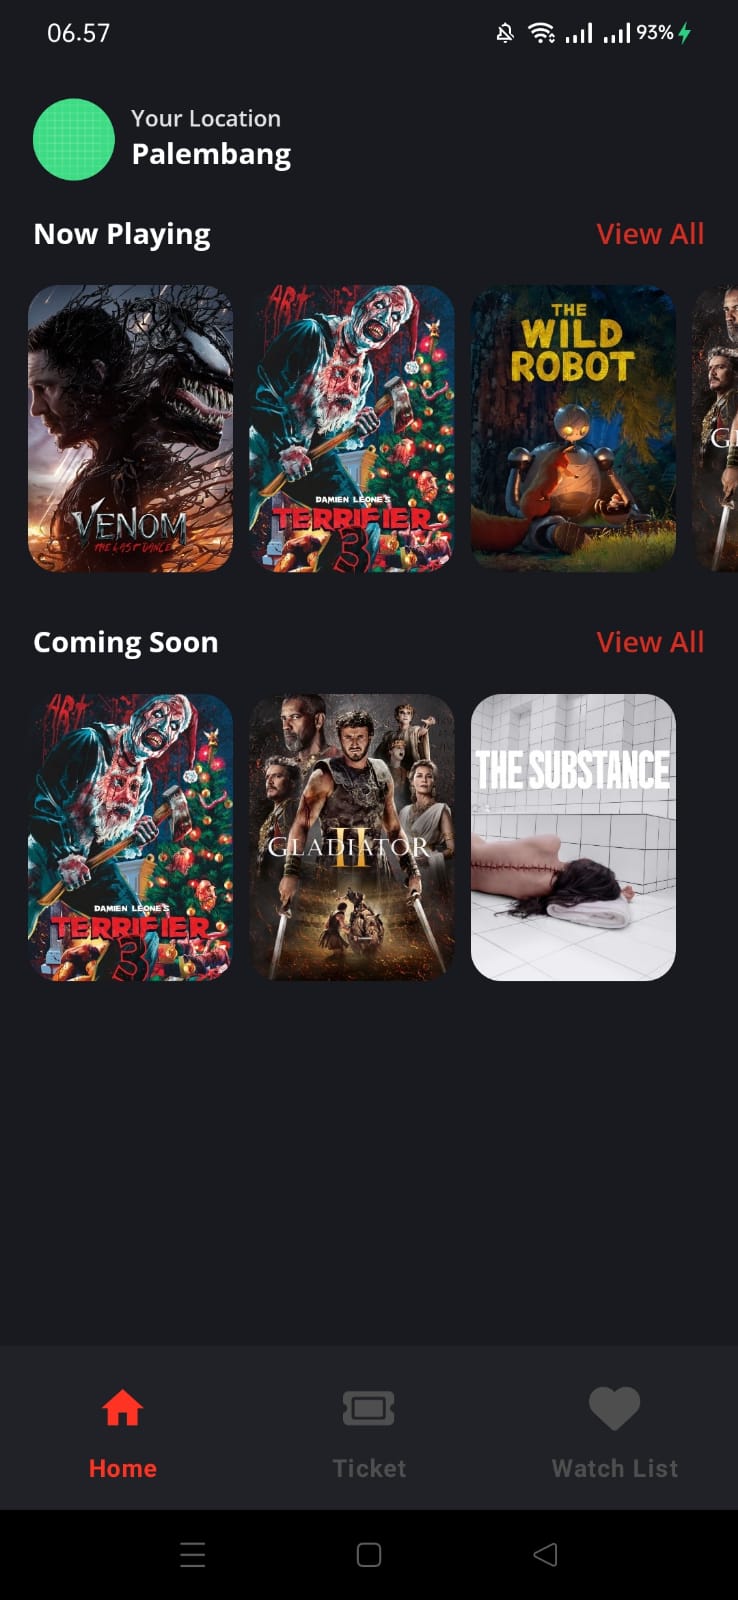 06.57
93%
Your Location
Palembang
Now Playing
View All
VENOM
THE LAST DANCE
ART
DAMIEN LEONE'S
TERRIFIER
3
THE
WILD
ROBOT
Coming Soon
View All
ART
DAMIEN LEONE'S
TERRIFIER
3
GLADIATOR
II
THE SUBSTANCE
Home
Ticket
Watch List